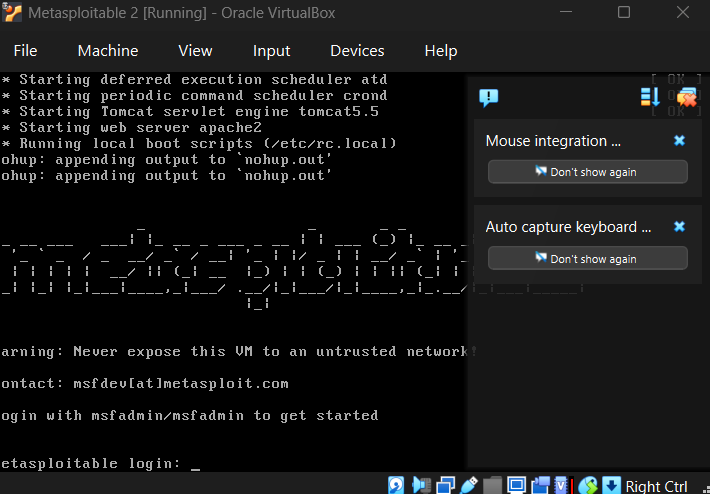 Metasploitable 2 [Running] - Oracle VirtualBox
File Machine View Input Devices Help
* Starting deferred execution scheduler atd [ OK ]
* Starting periodic command scheduler crond [ OK ]
* Starting Tomcat servlet engine tomcat5.5 [ OK ]
* Starting web server apache2
* Running local boot scripts (/etc/rc.local)
ohup: appending output to `nohup.out'
ohup: appending output to `nohup.out'
Mouse integration ...
Don't show again
Auto capture keyboard ...
Don't show again
arning: Never expose this VM to an untrusted network!
ontact: msfdev[at]metasploit.com
ogin with msfadmin/msfadmin to get started
etasploitable login: _
Right Ctrl